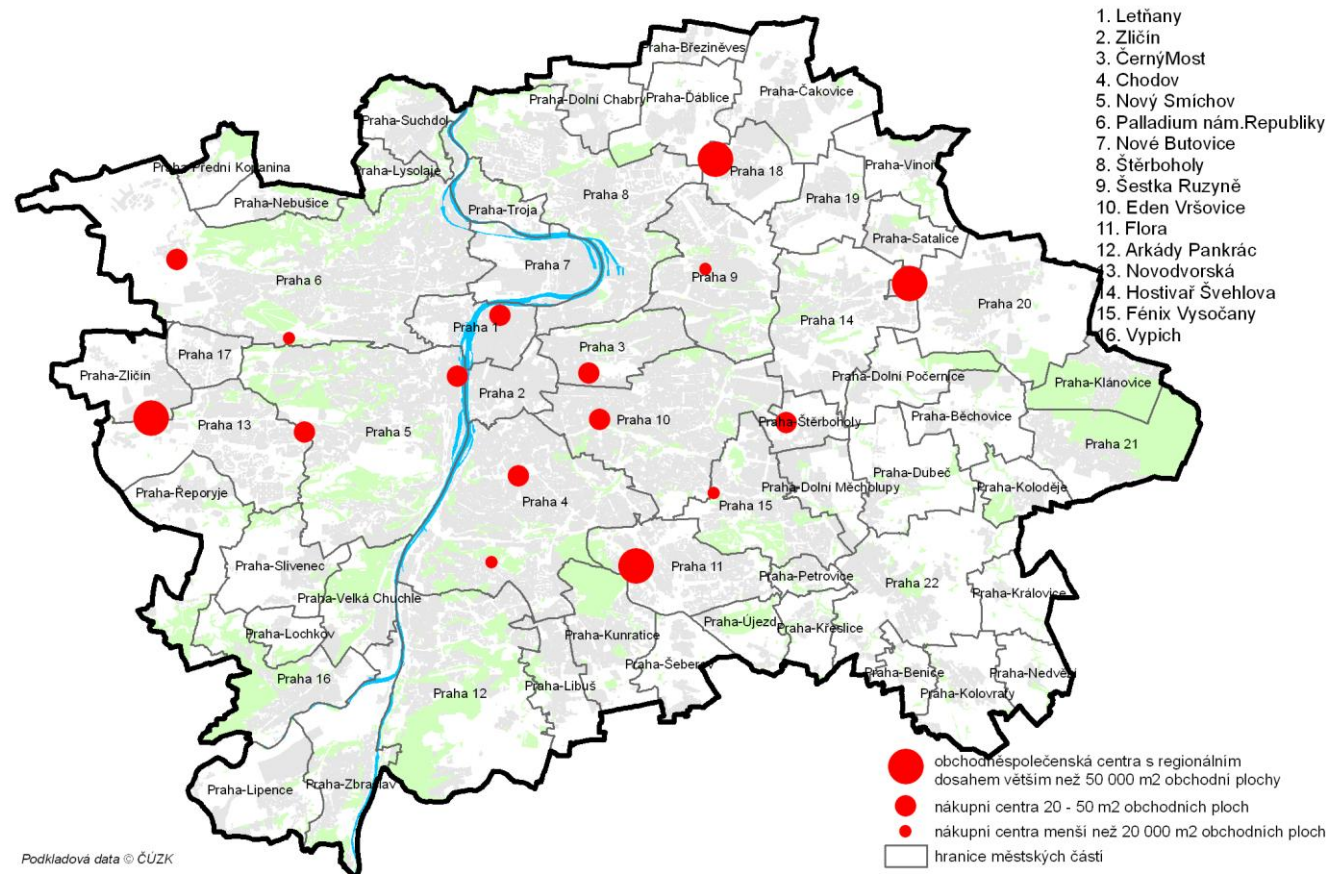 1. Letňany
2. Zličín
3. ČernýMost
4. Chodov
5. Nový Smíchov
6. Palladium nám.Republiky
7. Nové Butovice
8. Štěrboholy
9. Šestka Ruzyně
10. Eden Vršovice
11. Flora
12. Arkády Pankrác
13. Novodvorská
14. Hostivař Švehlova
15. Fénix Vysočany
16. Vypich
Praha-Březiněves
Praha-Dolní Chabry
Praha-Ďáblice
Praha-Čakovice
Praha-Suchdol
Praha-Přední Kopanina
Praha-Lysolaje
Praha-Nebušice
Praha 8
Praha 18
Praha-Vinoř
Praha 19
Praha-Troja
Praha-Satalice
Praha 7
Praha 9
Praha 6
Praha 20
Praha 14
Praha 1
Praha 3
Praha 17
Praha-Zličín
Praha-Dolní Počernice
Praha-Klánovice
Praha 2
Praha 13
Praha 5
Praha 10
Praha-Štěrboholy
Praha-Běchovice
Praha 21
Praha-Řeporyje
Praha-Dubeč
Praha-Dolní Měcholupy
Praha-Koloděje
Praha 4
Praha 15
Praha-Slivenec
Praha 11
Praha-Petrovice
Praha 22
Praha-Královice
Praha-Velká Chuchle
Praha-Lochkov
Praha-Kunratice
Praha-Újezd
Praha-Křeslice
Praha-Šeberov
Praha 16
Praha 12
Praha-Libuš
Praha-Benice
Praha-Kolovraty
Praha-Nedvězí
Praha-Lipence
Praha-Zbraslav
obchodněspolečenská centra s regionálním
dosahem větším než 50 000 m2 obchodní plochy
nákupní centra 20 - 50 m2 obchodních ploch
nákupní centra menší než 20 000 m2 obchodních ploch
hranice městských částí
Podkladová data © ČÚZK